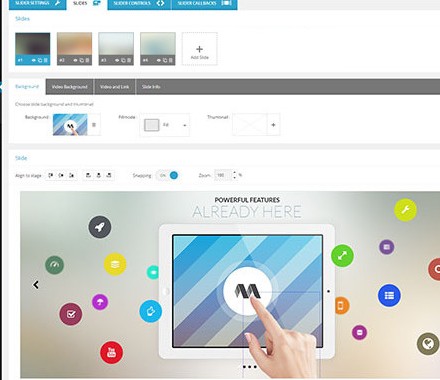 SLIDER SETTINGS SLIDES SLIDER CONTROLS SLIDER CALLBACKS
Slides
#1 #2 #3 #4
Add Slide
Background Video Background Video and Link Slide Info
Choose slide background and thumbnail
Background: Fillmode: Fill Thumbnail:
Slide
Align to stage: Snapping: ON Zoom: 100
POWERFUL FEATURES
ALREADY HERE
You
Tube